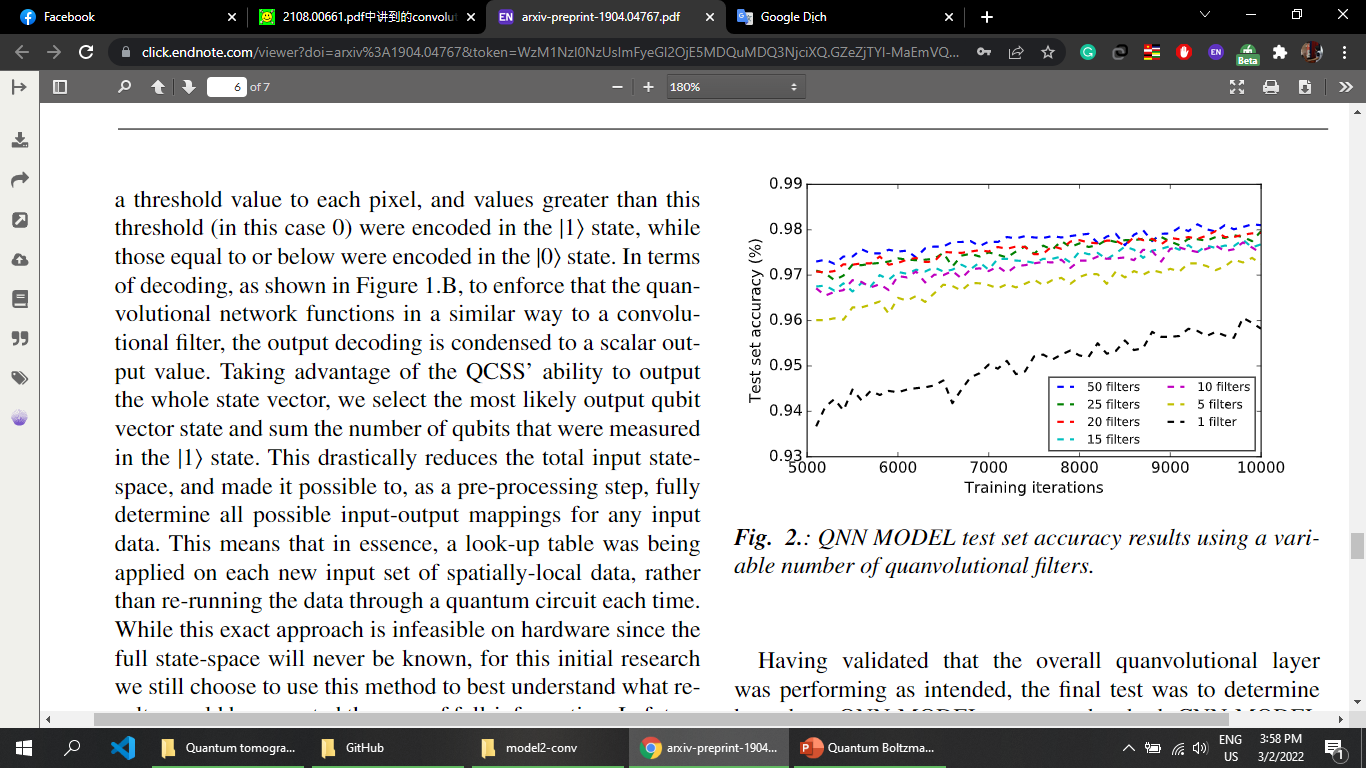 Facebook
2108.00661.pdf中讲到的convolut
EN arxiv-preprint-1904.04767.pdf
Google Dịch
click.endnote.com/viewer?doi=arxiv%3A1904.04767&token=
EN
Beta
6 of 7
180%
a threshold value to each pixel, and values greater than this
threshold (in this case 0) were encoded in the |1⟩ state, while
those equal to or below were encoded in the |0⟩ state. In terms
of decoding, as shown in Figure 1.B, to enforce that the quan-
volutional network functions in a similar way to a convolu-
tional filter, the output decoding is condensed to a scalar out-
put value. Taking advantage of the QCSS' ability to output
the whole state vector, we select the most likely output qubit
vector state and sum the number of qubits that were measured
in the |1⟩ state. This drastically reduces the total input state-
space, and made it possible to, as a pre-processing step, fully
determine all possible input-output mappings for any input
data. This means that in essence, a look-up table was being
applied on each new input set of spatially-local data, rather
than re-running the data through a quantum circuit each time.
While this exact approach is infeasible on hardware since the
full state-space will never be known, for this initial research
we still choose to use this method to best understand what re-
0.99
0.98
0.97
0.96
0.95
0.94
0.93
Test set accuracy (%)
50 filters
25 filters
20 filters
15 filters
10 filters
5 filters
1 filter
5000 6000 7000 8000 9000 10000
Training iterations
Fig. 2.: QNN MODEL test set accuracy results using a vari-
able number of quanvolutional filters.
Having validated that the overall quanvolutional layer
was performing as intended, the final test was to determine
Quantum tomogra...
GitHub
model2-conv
arxiv-preprint-1904...
Quantum Boltzma...
ENG
US
3:58 PM
3/2/2022
1